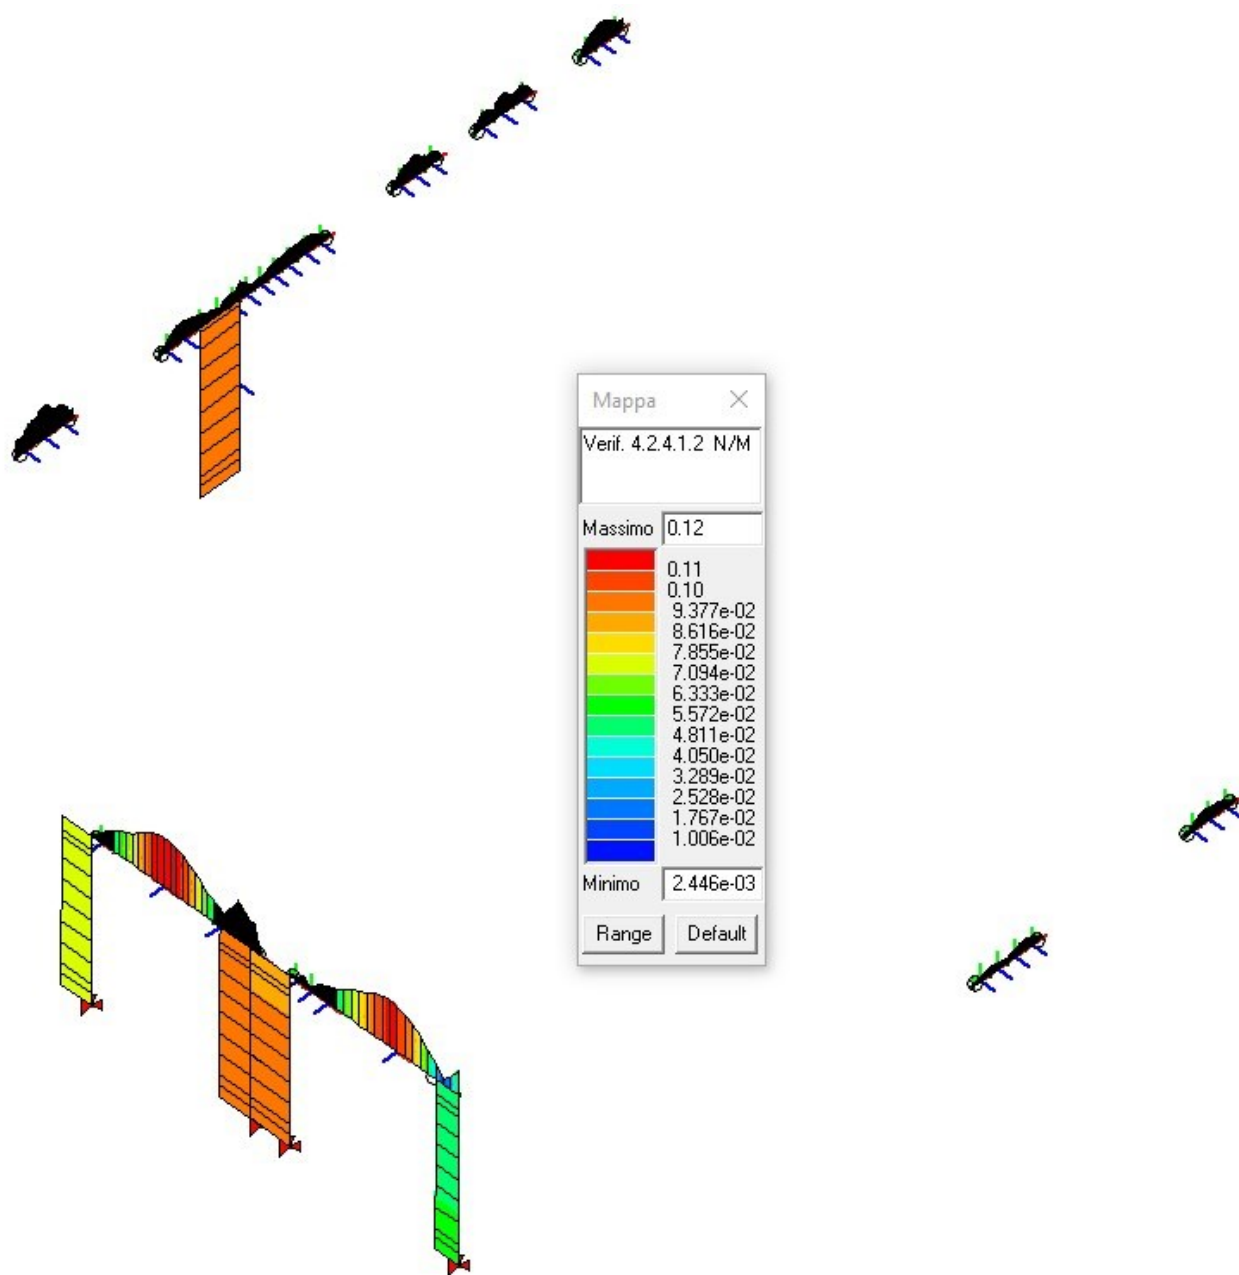 Mappa
Verif. 4.2.4.1.2 N/M
Massimo 0.12
0.11
0.10
9.377e-02
8.616e-02
7.855e-02
7.094e-02
6.333e-02
5.572e-02
4.811e-02
4.050e-02
3.289e-02
2.528e-02
1.767e-02
1.006e-02
Minimo 2.446e-03
Range Default